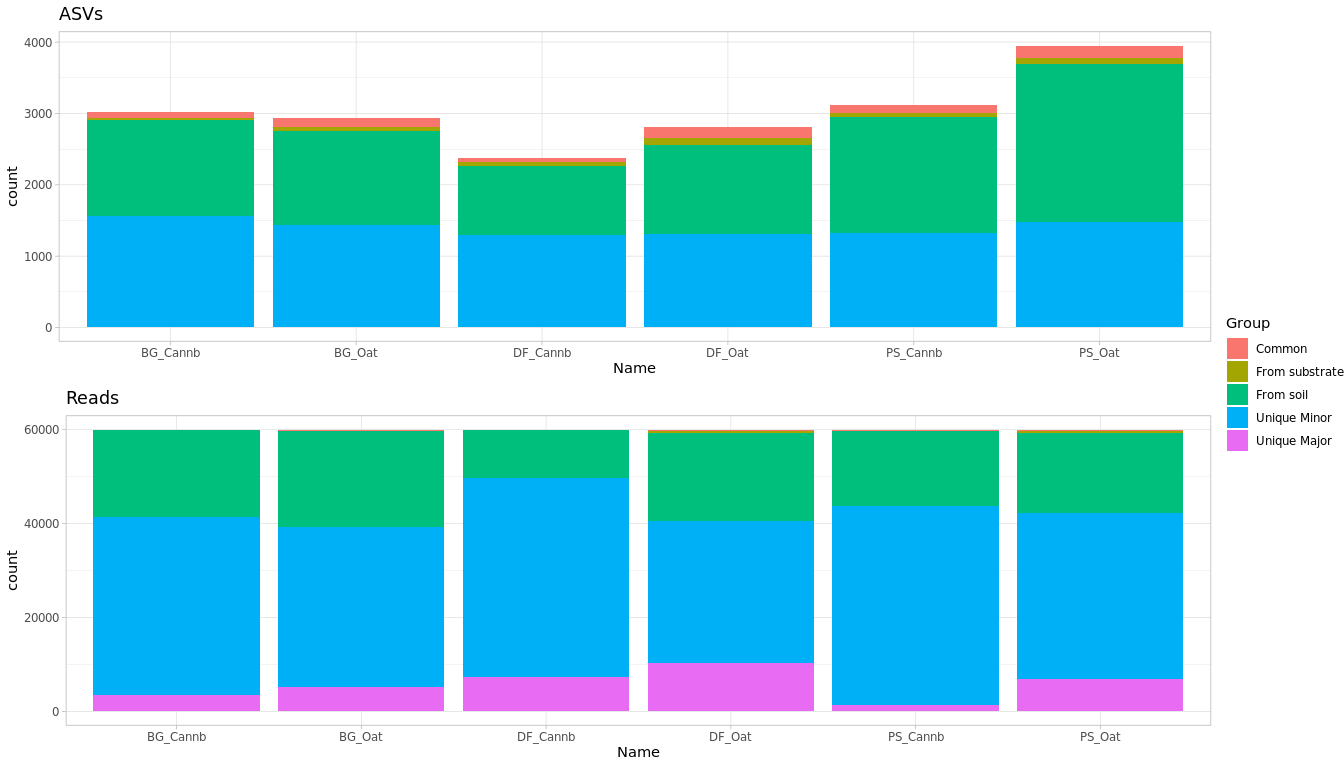 ASVs
4000
3000
2000
1000
0
count
BG_Cannb BG_Oat DF_Cannb DF_Oat PS_Cannb PS_Oat
Name
Group
Common
From substrate
From soil
Unique Minor
Unique Major
Reads
60000
40000
20000
0
count
BG_Cannb BG_Oat DF_Cannb DF_Oat PS_Cannb PS_Oat
Name